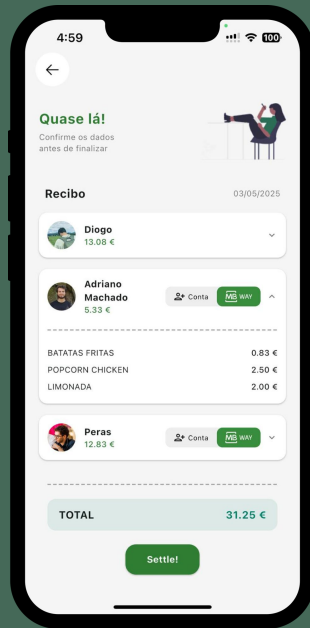 4:59
100
Quase lá!
Confirme os dados
antes de finalizar
Recibo 03/05/2025
Diogo
13.08 €
Adriano
Machado
5.33 €
Conta MB WAY
BATATAS FRITAS 0.83 €
POPCORN CHICKEN 2.50 €
LIMONADA 2.00 €
Peras
12.83 €
Conta MB WAY
TOTAL 31.25 €
Settle!